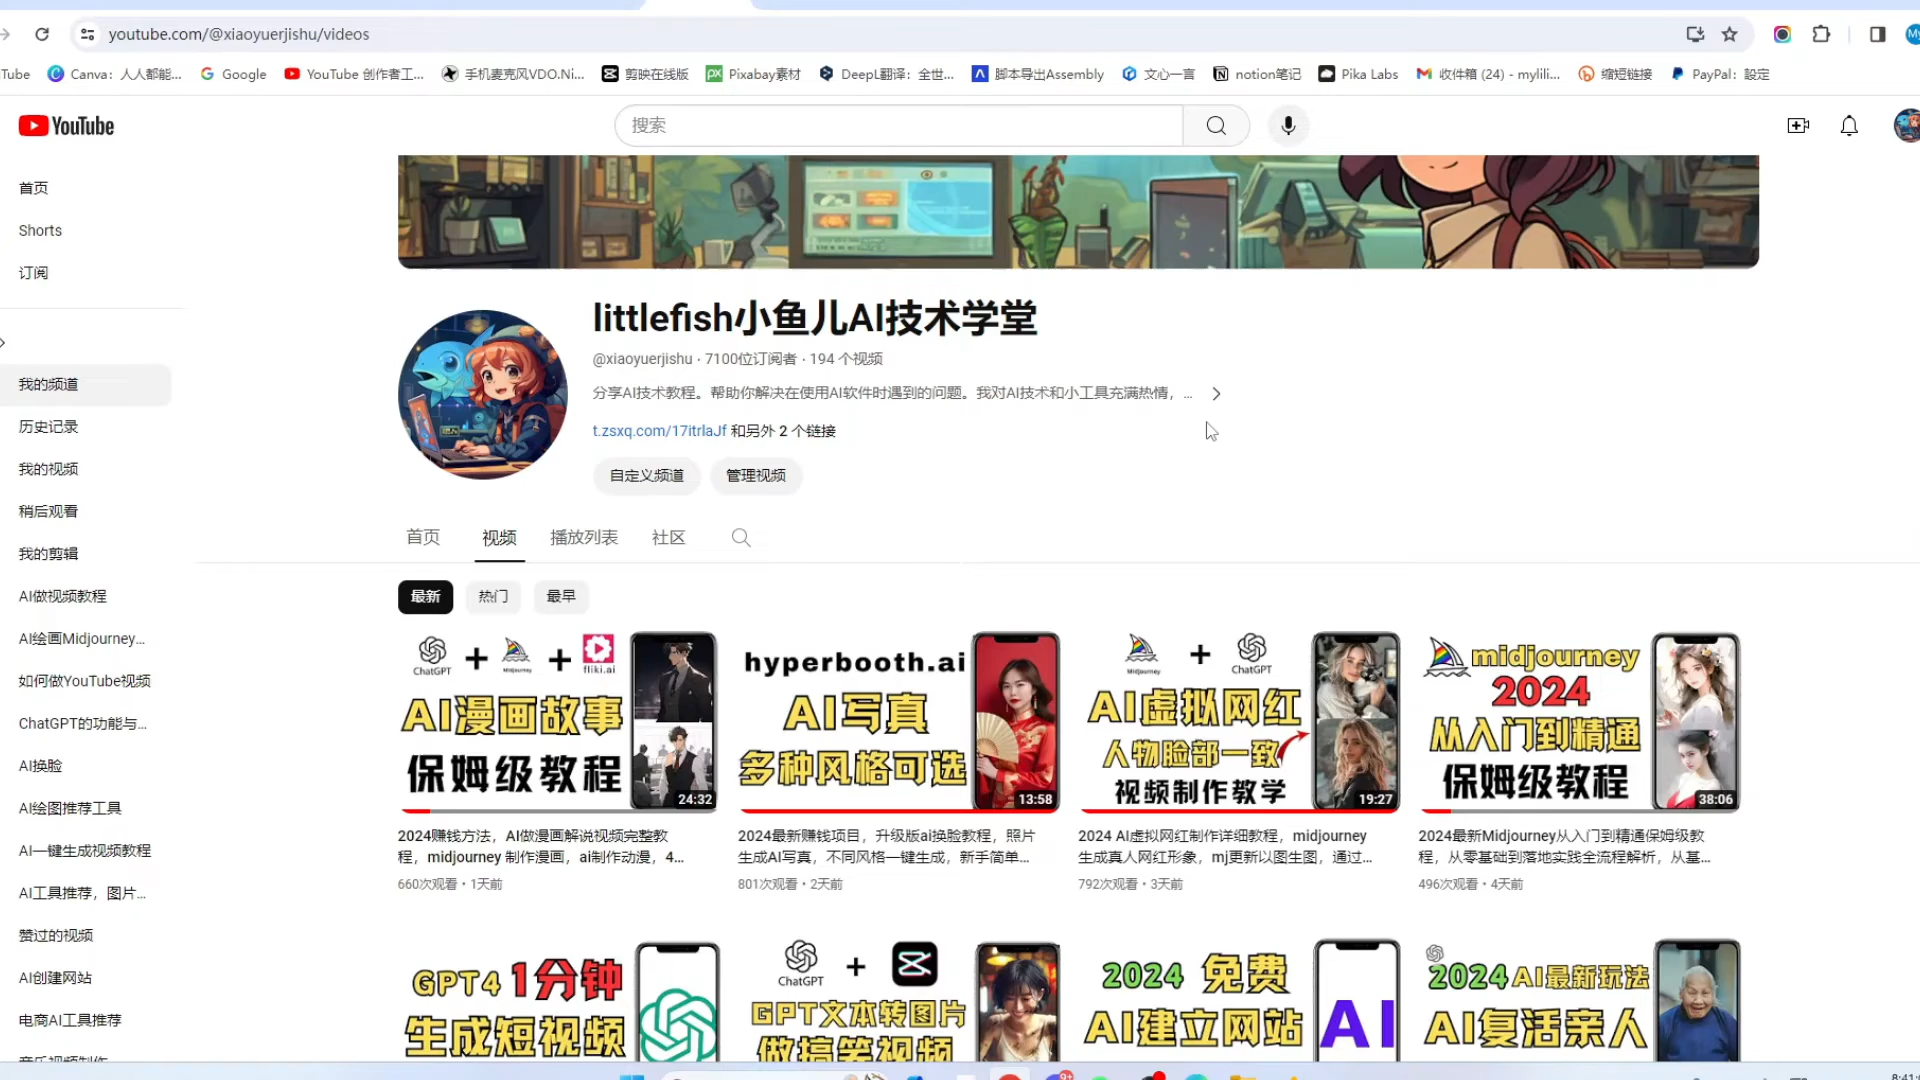 youtube.com/@xiaoyuerjishu/videos
Tube
Canva：人人都能...
Google
YouTube 创作者工...
手机麦克风VDO.Ni...
剪映在线版
Pixabay素材
DeepL翻译：全世...
脚本导出Assembly
文心一言
notion笔记
Pika Labs
收件箱 (24) - mylili...
缩短链接
PayPal：設定
YouTube
搜索
首页
Shorts
订阅
我的频道
历史记录
我的视频
稍后观看
我的剪辑
AI做视频教程
AI绘画Midjourney...
如何做YouTube视频
ChatGPT的功能与...
AI换脸
AI绘图推荐工具
AI一键生成视频教程
AI工具推荐，图片...
赞过的视频
AI创建网站
电商AI工具推荐
音乐视频制作
littlefish小鱼儿AI技术学堂
@xiaoyuerjishu · 7100位订阅者 · 194 个视频
分享AI技术教程。帮助你解决在使用AI软件时遇到的问题。我对AI技术和小工具充满热情，...
t.zsxq.com/17itrlaJf 和另外 2 个链接
自定义频道
管理视频
首页
视频
播放列表
社区
最新
热门
最早
ChatGPT + Midjourney + fliki.ai
AI漫画故事
保姆级教程
24:32
2024赚钱方法，AI做漫画解说视频完整教
程，midjourney 制作漫画，ai制作动漫，4...
660次观看 · 1天前
hyperbooth.ai
AI写真
多种风格可选
13:58
2024最新赚钱项目，升级版ai换脸教程，照片
生成AI写真，不同风格一键生成，新手简单...
801次观看 · 2天前
Midjourney + ChatGPT
AI虚拟网红
人物脸部一致
视频制作教学
19:27
2024 AI虚拟网红制作详细教程，midjourney
生成真人网红形象，mj更新以图生图，通过...
792次观看 · 3天前
midjourney
2024
从入门到精通
保姆级教程
38:06
2024最新Midjourney从入门到精通保姆级教
程，从零基础到落地实践全流程解析，从基...
496次观看 · 4天前
GPT4 1分钟
生成短视频
ChatGPT +
GPT文本转图片
做搞笑视频
2024 免费
AI建立网站
AI
2024 AI最新玩法
AI复活亲人